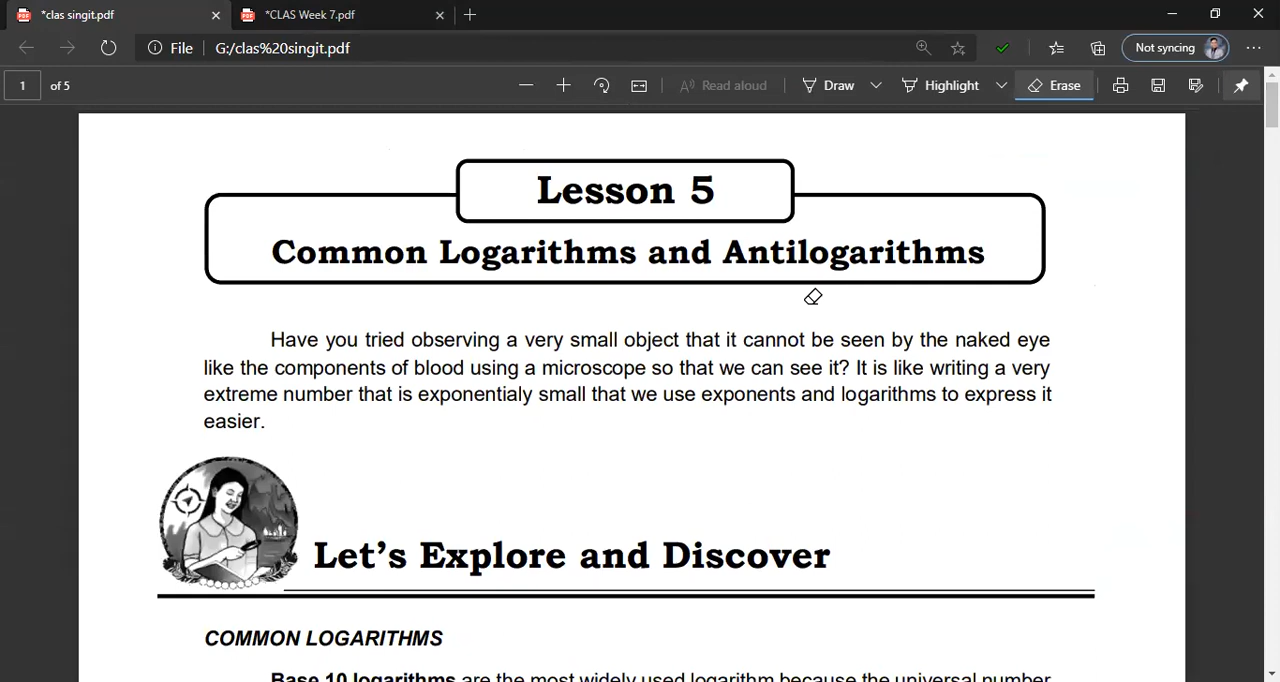 *clas singit.pdf
*CLAS Week 7.pdf
File
G:/clas%20singit.pdf
Not syncing
1 of 5
Read aloud
Draw
Highlight
Erase
Lesson 5
Common Logarithms and Antilogarithms
Have you tried observing a very small object that it cannot be seen by the naked eye
like the components of blood using a microscope so that we can see it? It is like writing a very
extreme number that is exponentialy small that we use exponents and logarithms to express it
easier.
Let's Explore and Discover
COMMON LOGARITHMS
Base 10 logarithms are the most widely used logarithm because the universal number